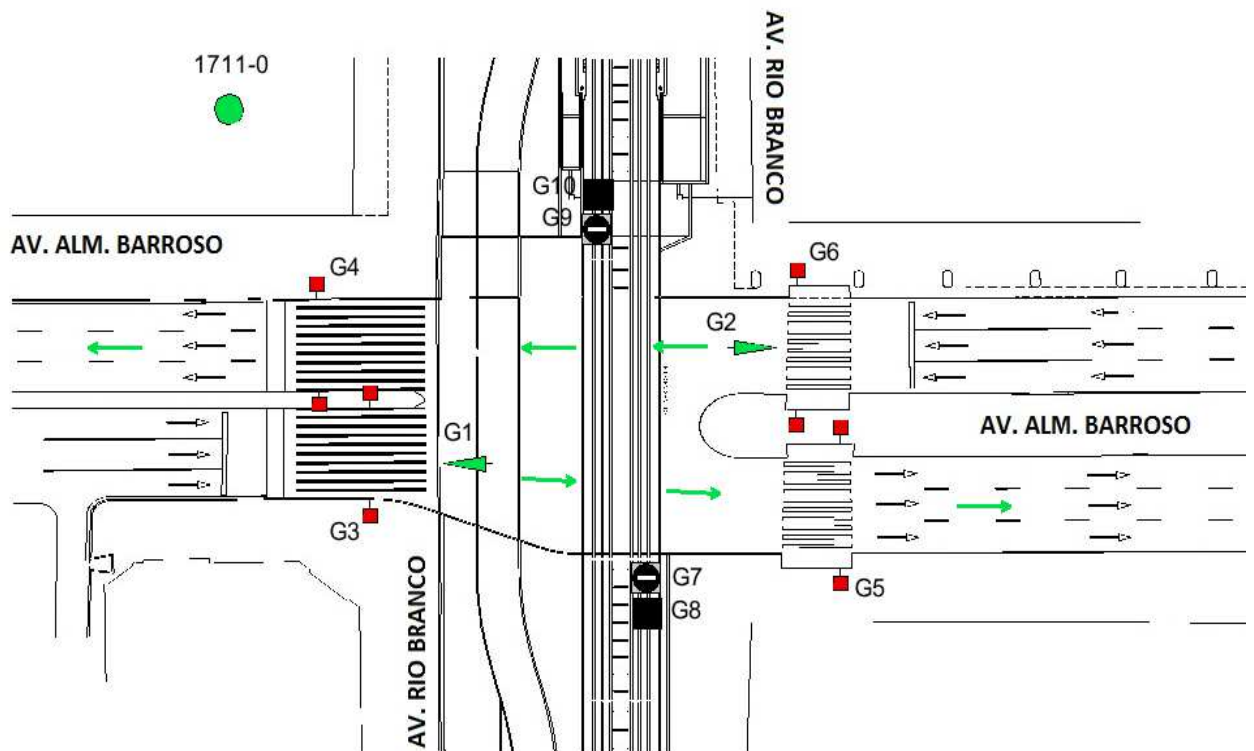 1711-0
AV. RIO BRANCO
G10
G9
AV. ALM. BARROSO
G4
G6
G2
G1
AV. ALM. BARROSO
G3
G7
G5
G8
AV. RIO BRANCO